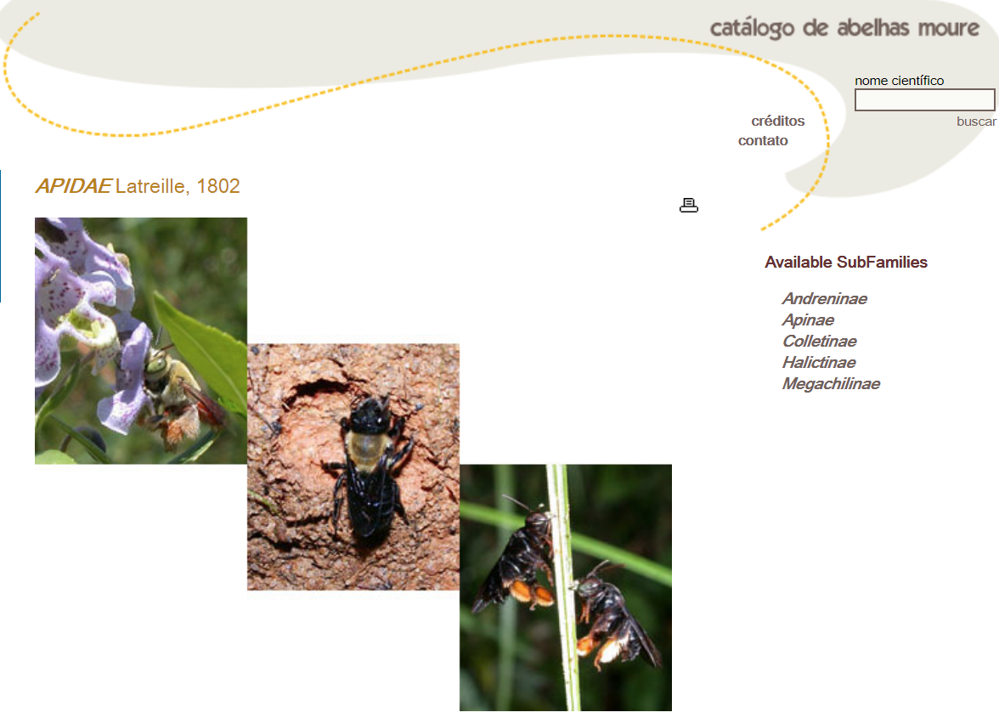 catálogo de abelhas moure
nome científico
buscar
créditos
contato
APIDAE Latreille, 1802
Available SubFamilies
Andreninae
Apinae
Colletinae
Halictinae
Megachilinae